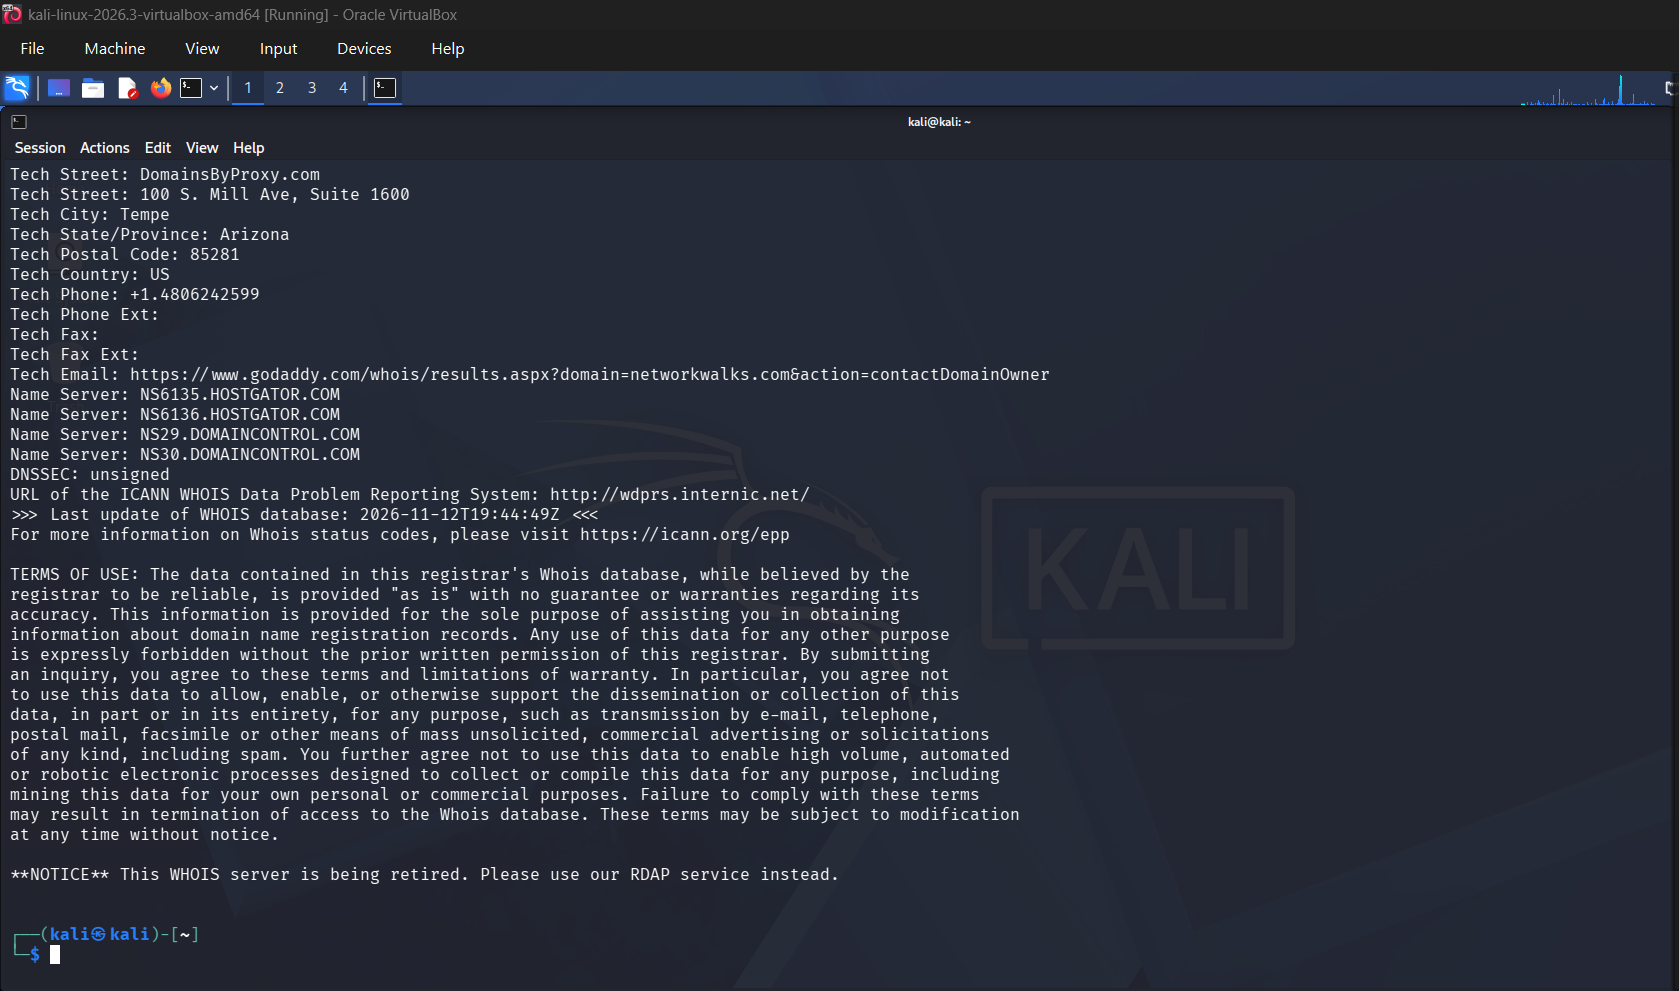 kali-linux-2026.3-virtualbox-amd64 [Running] - Oracle VirtualBox
File Machine View Input Devices Help
1 2 3 4
kali@kali: ~
Session Actions Edit View Help
Tech Street: DomainsByProxy.com
Tech Street: 100 S. Mill Ave, Suite 1600
Tech City: Tempe
Tech State/Province: Arizona
Tech Postal Code: 85281
Tech Country: US
Tech Phone: +1.4806242599
Tech Phone Ext:
Tech Fax:
Tech Fax Ext:
Tech Email: https://www.godaddy.com/whois/results.aspx?domain=networkwalks.com&action=contactDomainOwner
Name Server: NS6135.HOSTGATOR.COM
Name Server: NS6136.HOSTGATOR.COM
Name Server: NS29.DOMAINCONTROL.COM
Name Server: NS30.DOMAINCONTROL.COM
DNSSEC: unsigned
URL of the ICANN WHOIS Data Problem Reporting System: http://wdprs.internic.net/
>>> Last update of WHOIS database: 2026-11-12T19:44:49Z <<<
For more information on Whois status codes, please visit https://icann.org/epp
TERMS OF USE: The data contained in this registrar's Whois database, while believed by the
registrar to be reliable, is provided "as is" with no guarantee or warranties regarding its
accuracy. This information is provided for the sole purpose of assisting you in obtaining
information about domain name registration records. Any use of this data for any other purpose
is expressly forbidden without the prior written permission of this registrar. By submitting
an inquiry, you agree to these terms and limitations of warranty. In particular, you agree not
to use this data to allow, enable, or otherwise support the dissemination or collection of this
data, in part or in its entirety, for any purpose, such as transmission by e-mail, telephone,
postal mail, facsimile or other means of mass unsolicited, commercial advertising or solicitations
of any kind, including spam. You further agree not to use this data to enable high volume, automated
or robotic electronic processes designed to collect or compile this data for any purpose, including
mining this data for your own personal or commercial purposes. Failure to comply with these terms
may result in termination of access to the Whois database. These terms may be subject to modification
at any time without notice.
**NOTICE** This WHOIS server is being retired. Please use our RDAP service instead.
┌──(kali㉿kali)-[~]
└─$
KALI